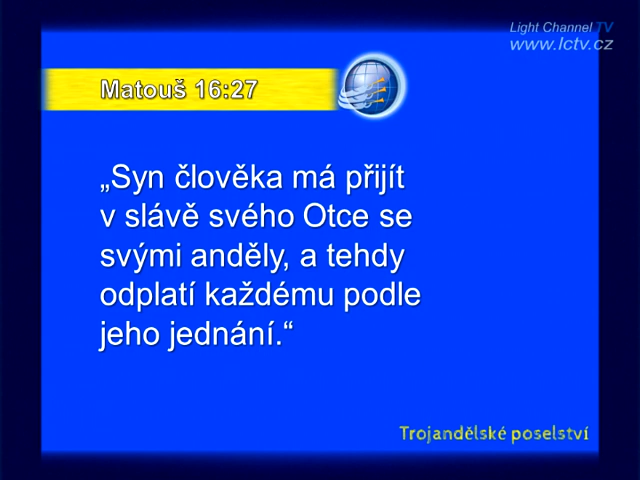 Light Channel TV
www.lctv.cz
Matouš 16:27
„Syn člověka má přijít
v slávě svého Otce se
svými anděly, a tehdy
odplatí každému podle
jeho jednání.“
Trojandělské poselství